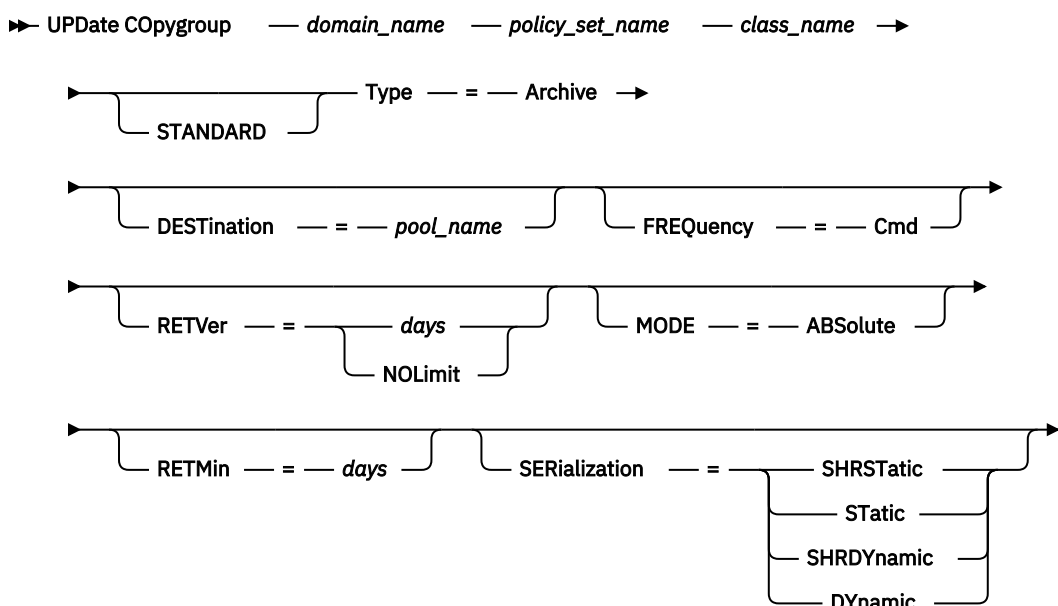 UPDate COpygroup domain_name policy_set_name class_name
STANDARD
Type = Archive
DESTination = pool_name
FREQuency = Cmd
RETVer = days
NOLimit
MODE = ABSolute
RETMin = days
SERialization = SHRSTatic
STatic
SHRDYnamic
DYnamic